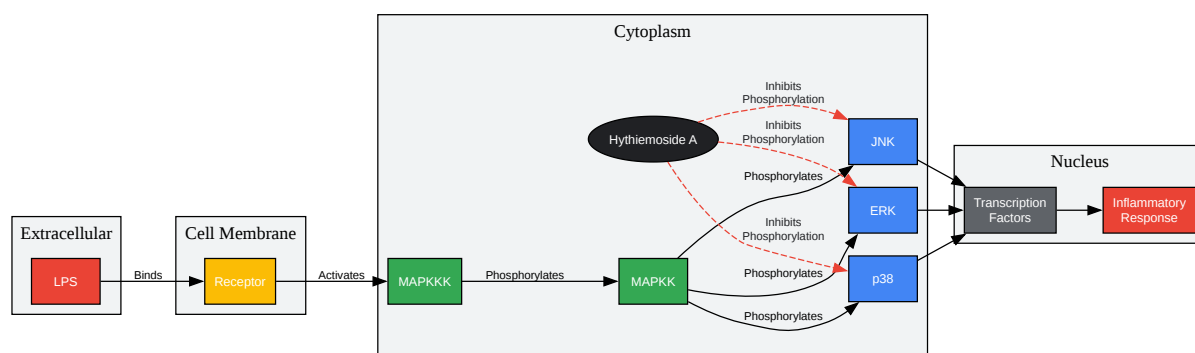 Cytoplasm
Inhibits
Phosphorylation
Hythiemoside A
Inhibits
Phosphorylation
JNK
Nucleus
Phosphorylates
Transcription
Factors
Inflammatory
Response
ERK
Extracellular
Cell Membrane
Inhibits
Phosphorylation
LPS
Binds
Receptor
Activates
MAPKKK
Phosphorylates
MAPKK
Phosphorylates
p38
Phosphorylates